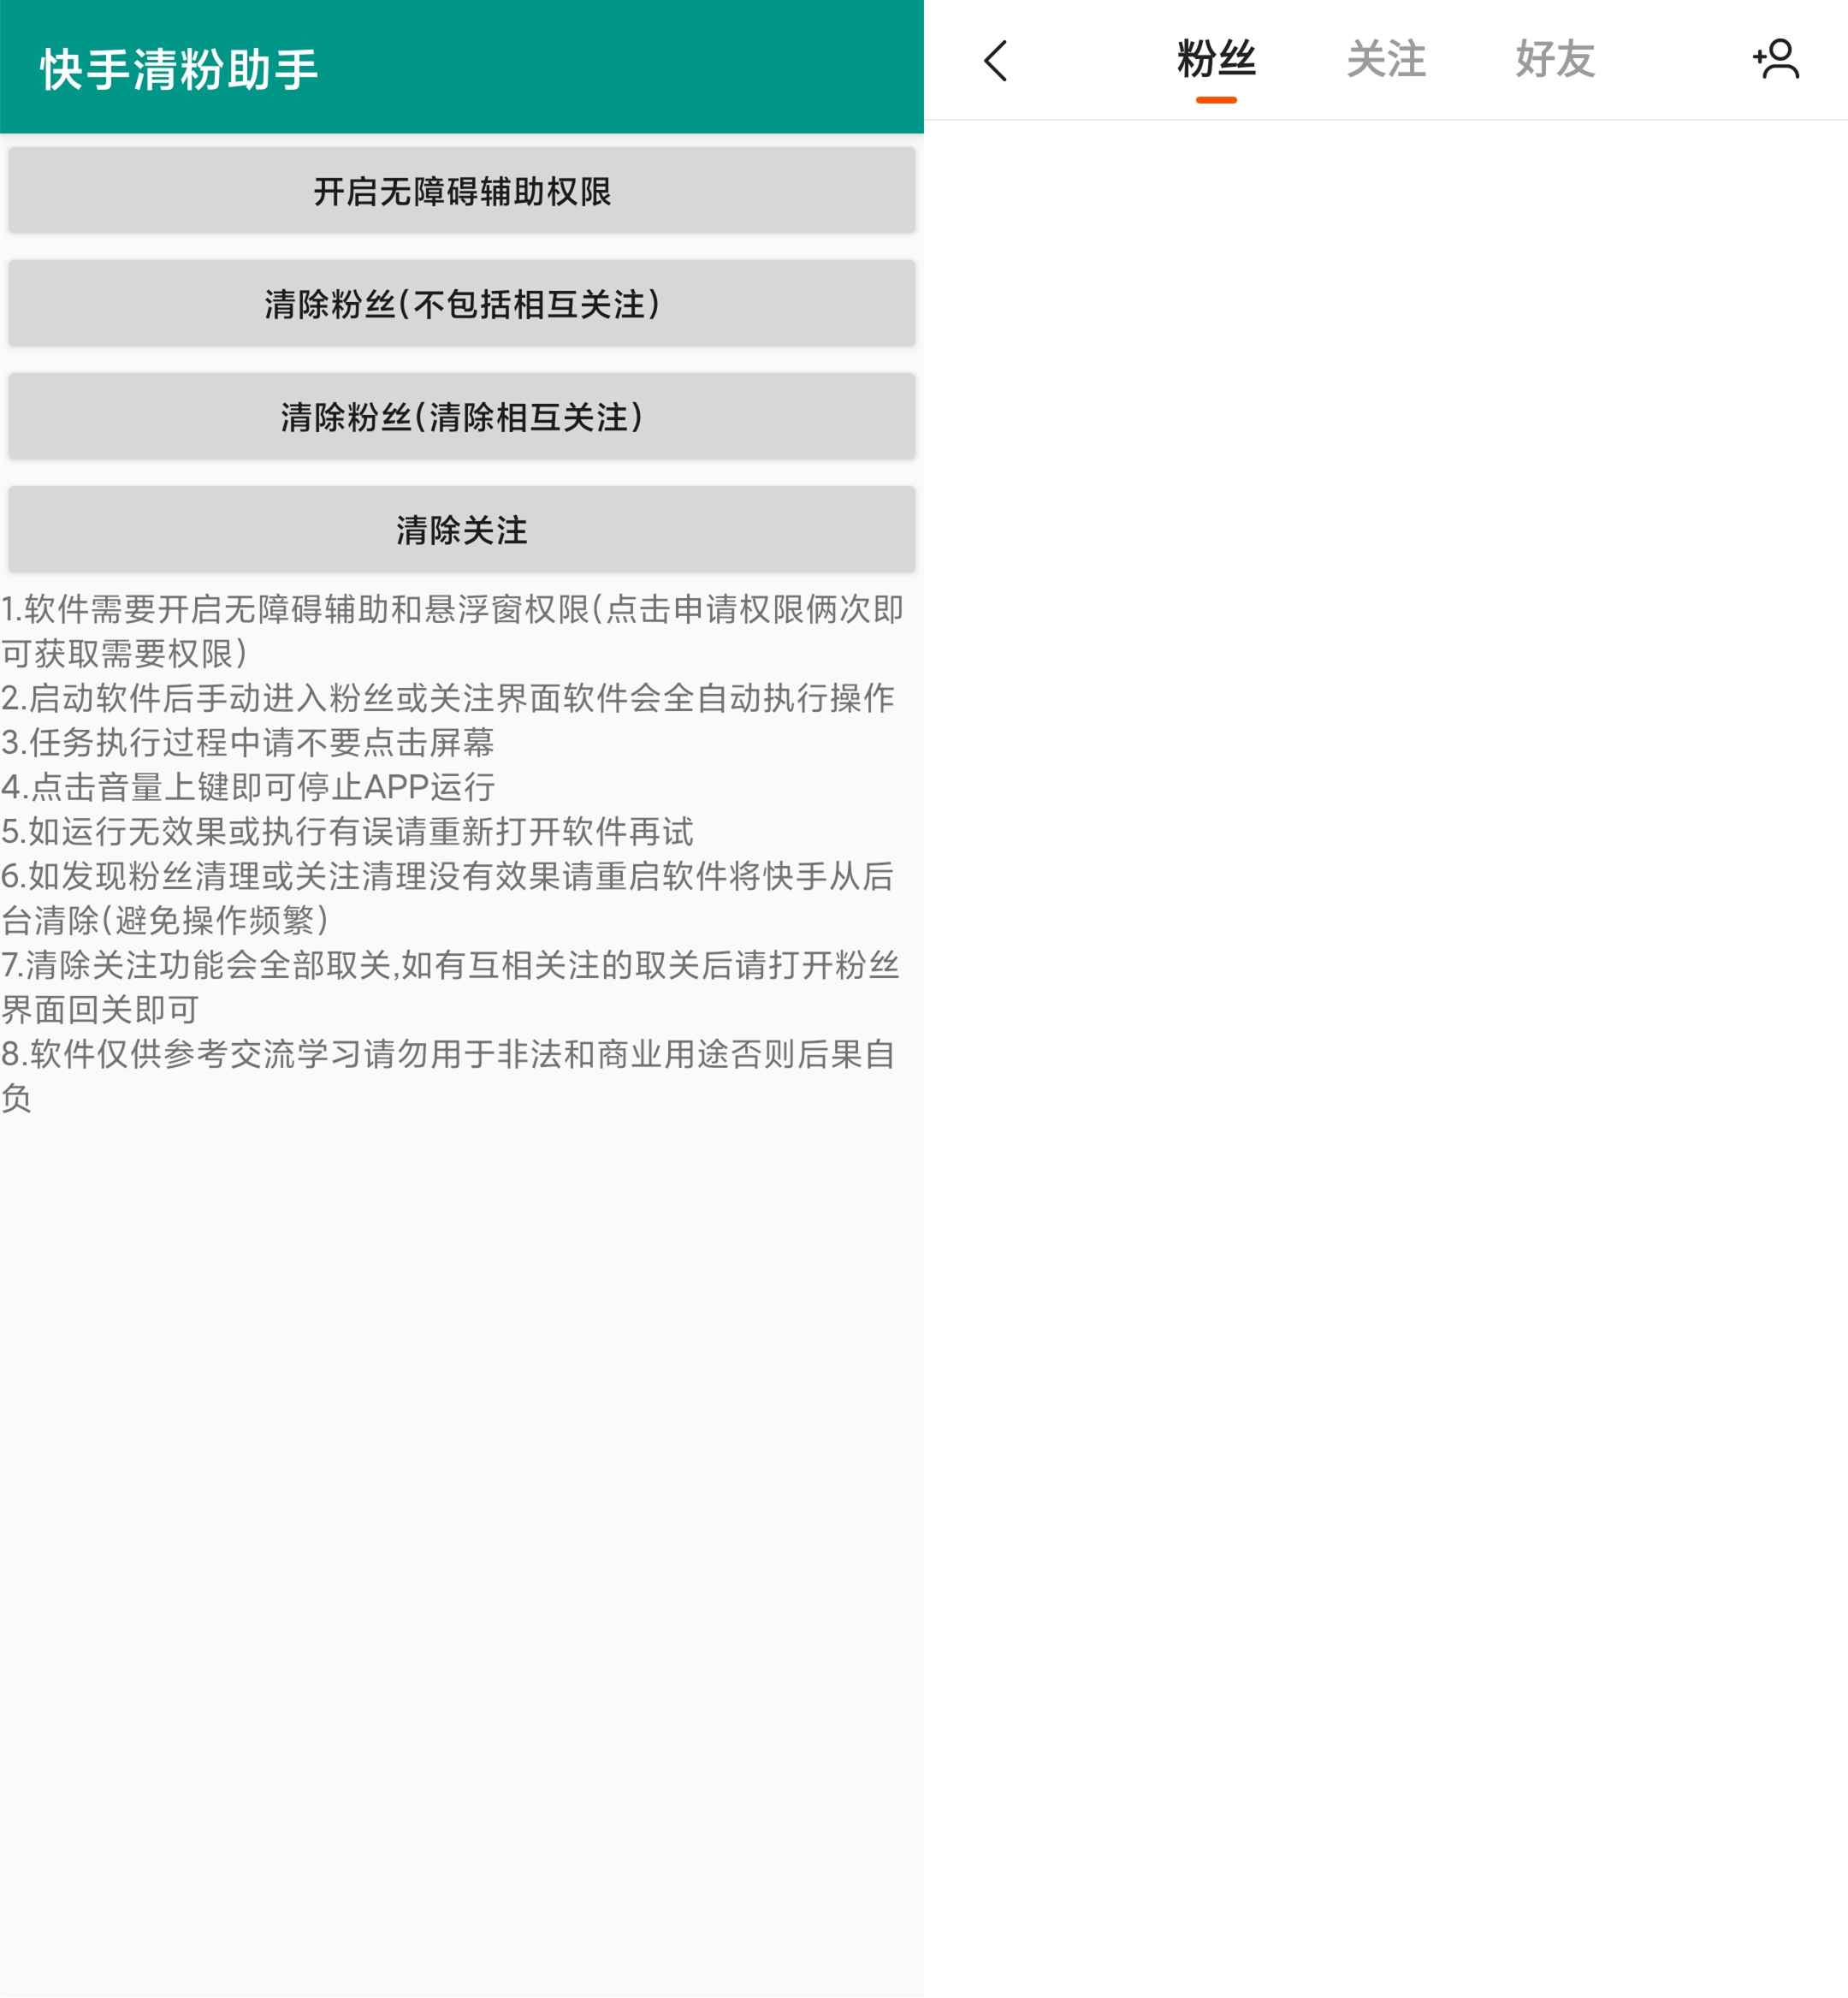 快手清粉助手
开启无障碍辅助权限
清除粉丝(不包括相互关注)
清除粉丝(清除相互关注)
清除关注
1.软件需要开启无障碍辅助和悬浮窗权限(点击申请权限俩次即
可获取需要权限)
2.启动软件后手动进入粉丝或关注界面软件会全自动执行操作
3.任务执行过程中请不要点击屏幕
4.点击音量上键即可停止APP运行
5.如运行无效果或执行有误请重新打开软件再试
6.如发现粉丝清理或关注清理没有效果请重启软件将快手从后
台清除(避免操作频繁)
7.清除关注功能会全部取关,如有互相关注的取关后请打开粉丝
界面回关即可
8.软件仅供参考交流学习请勿用于非法和商业用途否则后果自
负
粉丝 关注 好友